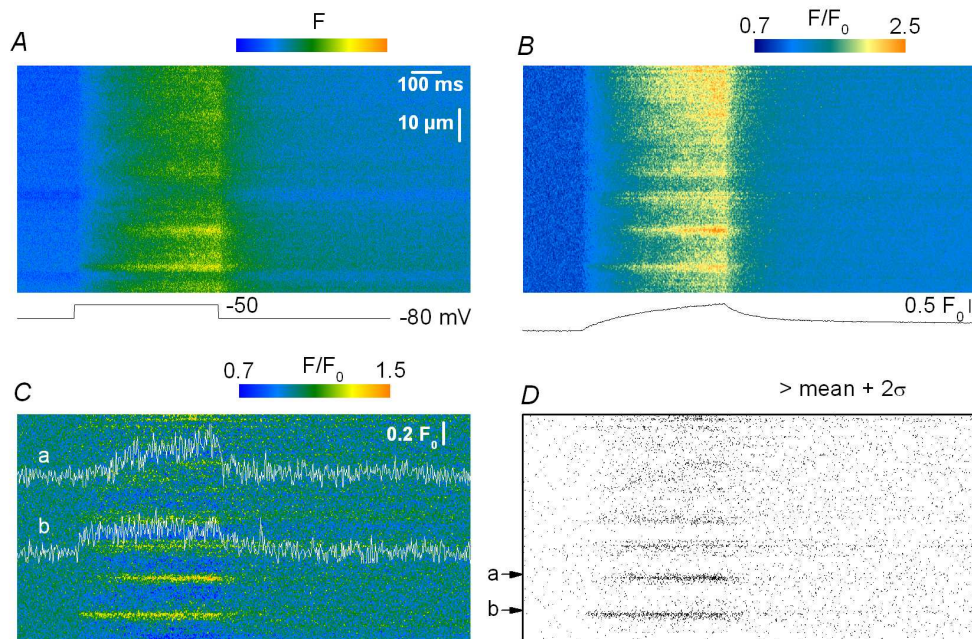 A
F
100 ms
10 µm
-50
-80 mV
B
0.7 F/F₀ 2.5
0.5 F₀
C
0.7 F/F₀ 1.5
0.2 F₀
a
b
D
> mean + 2σ
a
b